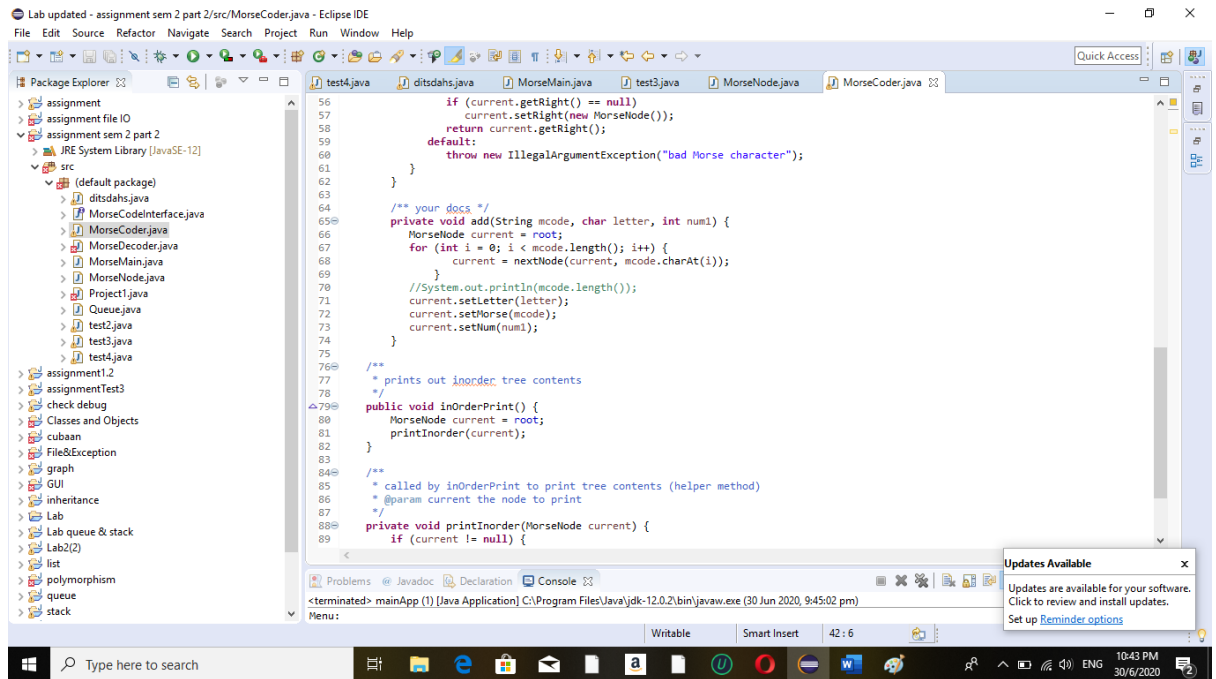 Lab updated - assignment sem 2 part 2/src/MorseCoder.java - Eclipse IDE
File Edit Source Refactor Navigate Search Project Run Window Help
Quick Access
Package Explorer
assignment
assignment file IO
assignment sem 2 part 2
JRE System Library [JavaSE-12]
src
(default package)
ditsdahs.java
MorseCodeInterface.java
MorseCoder.java
MorseDecoder.java
MorseMain.java
MorseNode.java
Project1.java
Queue.java
test2.java
test3.java
test4.java
assignment1.2
assignmentTest3
check debug
Classes and Objects
cubaan
File&Exception
graph
GUI
inheritance
Lab
Lab queue & stack
Lab2(2)
list
polymorphism
queue
stack
test4.java ditsdahs.java MorseMain.java test3.java MorseNode.java MorseCoder.java
56 if (current.getRight() == null)
57 current.setRight(new MorseNode());
58 return current.getRight();
59 default:
60 throw new IllegalArgumentException("bad Morse character");
61 }
62 }
63
64 /** your docs */
65 private void add(String mcode, char letter, int num1) {
66 MorseNode current = root;
67 for (int i = 0; i < mcode.length(); i++) {
68 current = nextNode(current, mcode.charAt(i));
69 }
70 //System.out.println(mcode.length());
71 current.setLetter(letter);
72 current.setMorse(mcode);
73 current.setNum(num1);
74 }
75
76 /**
77 * prints out inorder tree contents
78 */
79 public void inOrderPrint() {
80 MorseNode current = root;
81 printInorder(current);
82 }
83
84 /**
85 * called by inOrderPrint to print tree contents (helper method)
86 * @param current the node to print
87 */
88 private void printInorder(MorseNode current) {
89 if (current != null) {
Problems @ Javadoc Declaration Console
<terminated> mainApp (1) [Java Application] C:\Program Files\Java\jdk-12.0.2\bin\javaw.exe (30 Jun 2020, 9:45:02 pm)
Menu:
Updates Available x
Updates are available for your software.
Click to review and install updates.
Set up Reminder options
Writable Smart Insert 42 : 6
Type here to search
ENG
10:43 PM
30/6/2020
2